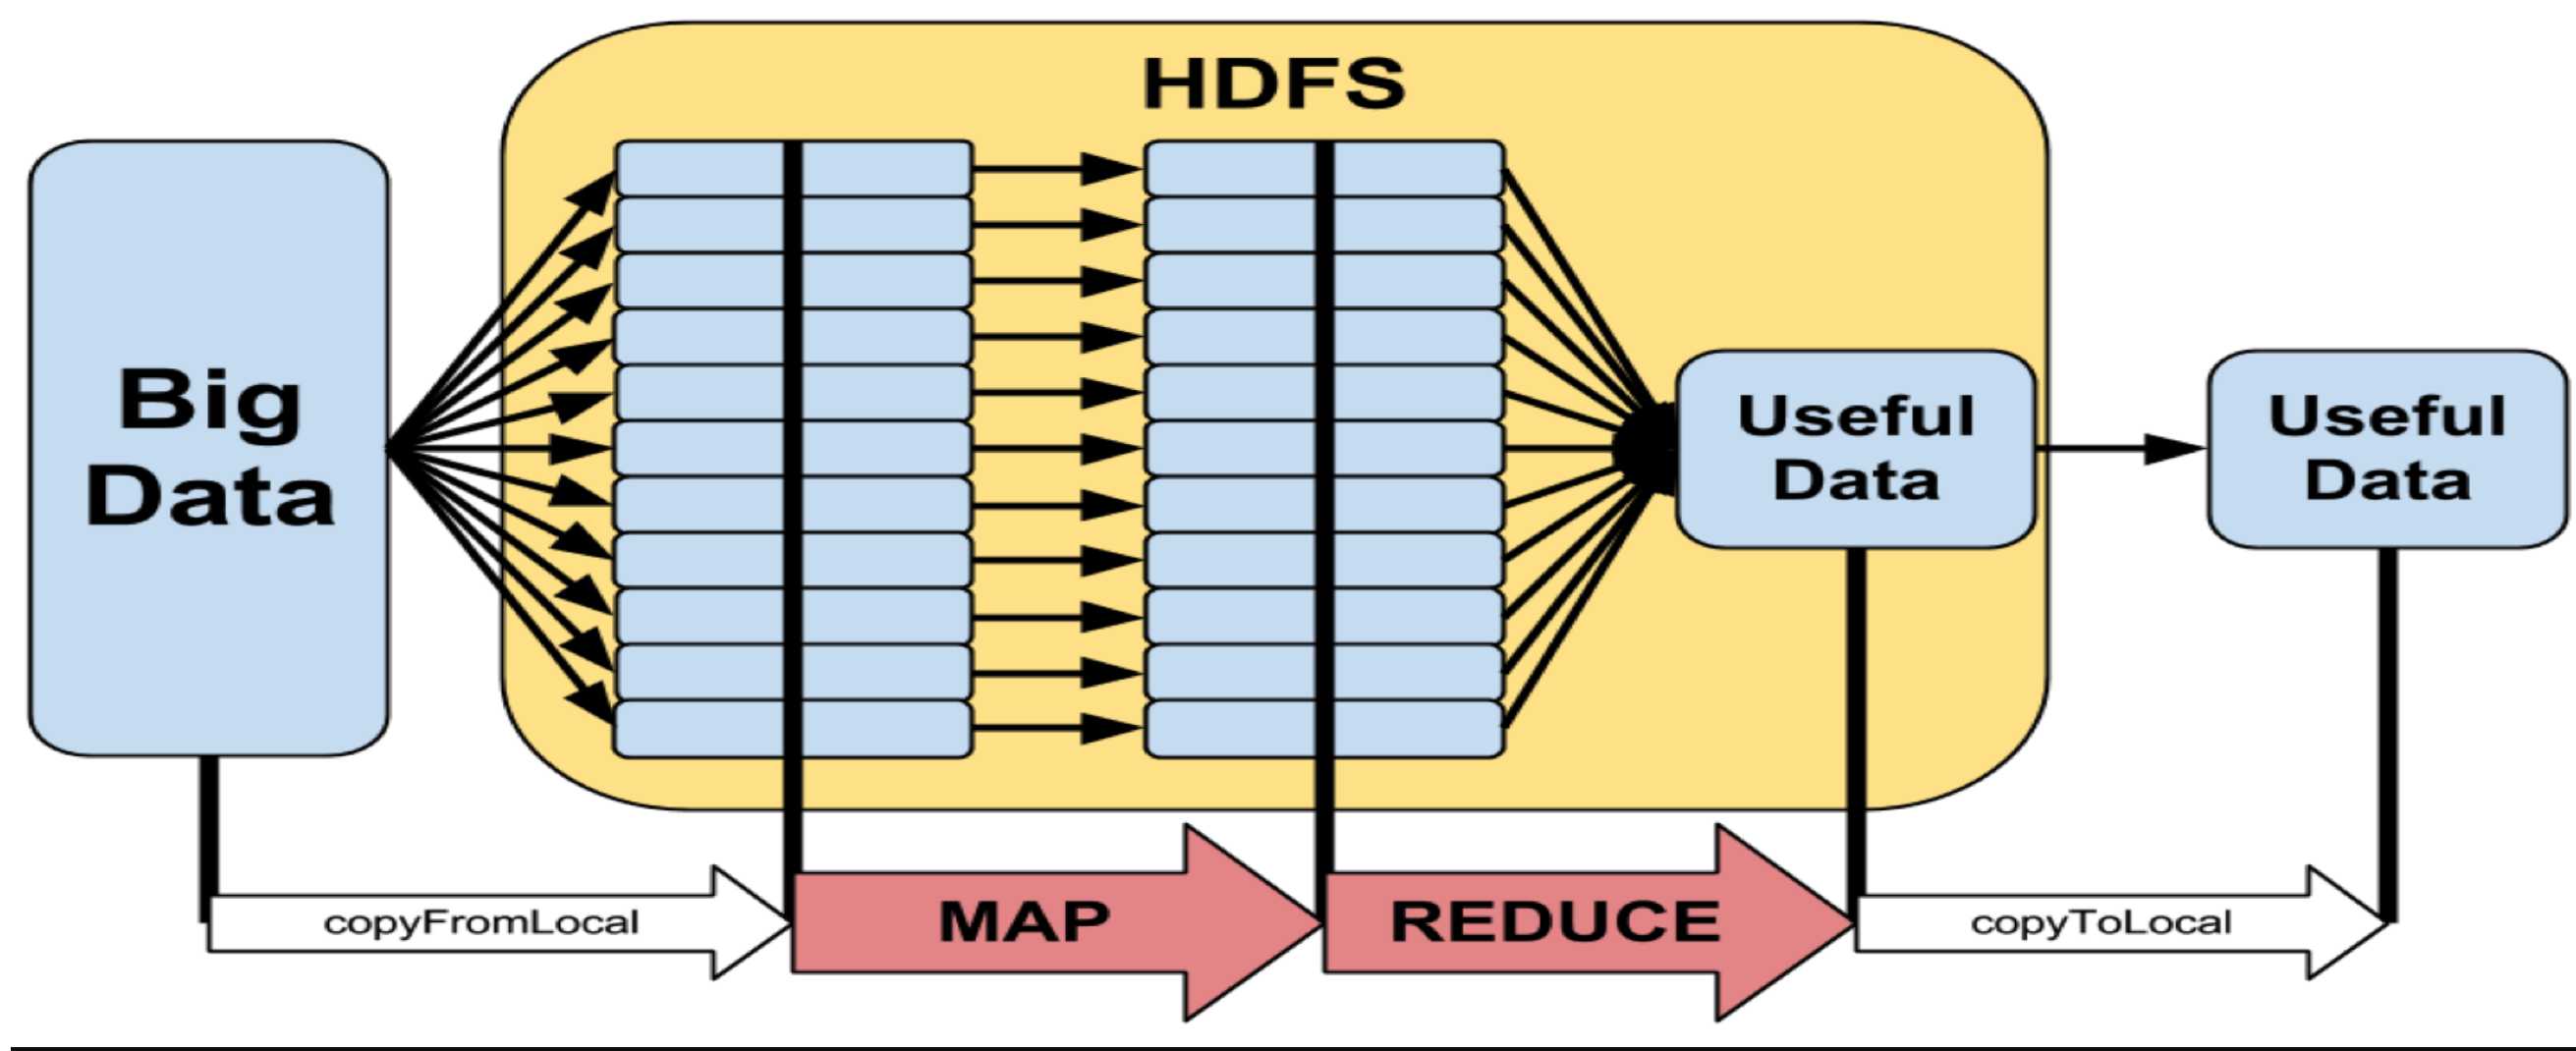 HDFS
Big
Data
Useful
Data
Useful
Data
copyFromLocal
MAP
REDUCE
copyToLocal